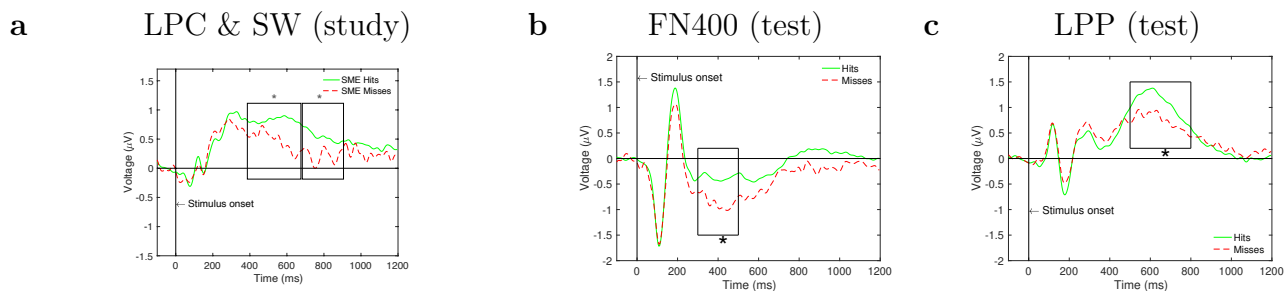 a LPC & SW (study)
1.5
1
0.5
0
-0.5
-1
-1.5
Voltage (μV)
SME Hits
SME Misses
* *
←Stimulus onset
0 200 400 600 800 1000 1200
Time (ms)
b FN400 (test)
2
1.5
1
0.5
0
-0.5
-1
-1.5
-2
Voltage (μV)
Hits
Misses
←Stimulus onset
*
0 200 400 600 800 1000 1200
Time (ms)
c LPP (test)
2
1.5
1
0.5
0
-0.5
-1
-1.5
-2
Voltage (μV)
*
←Stimulus onset
Hits
Misses
0 200 400 600 800 1000 1200
Time (ms)